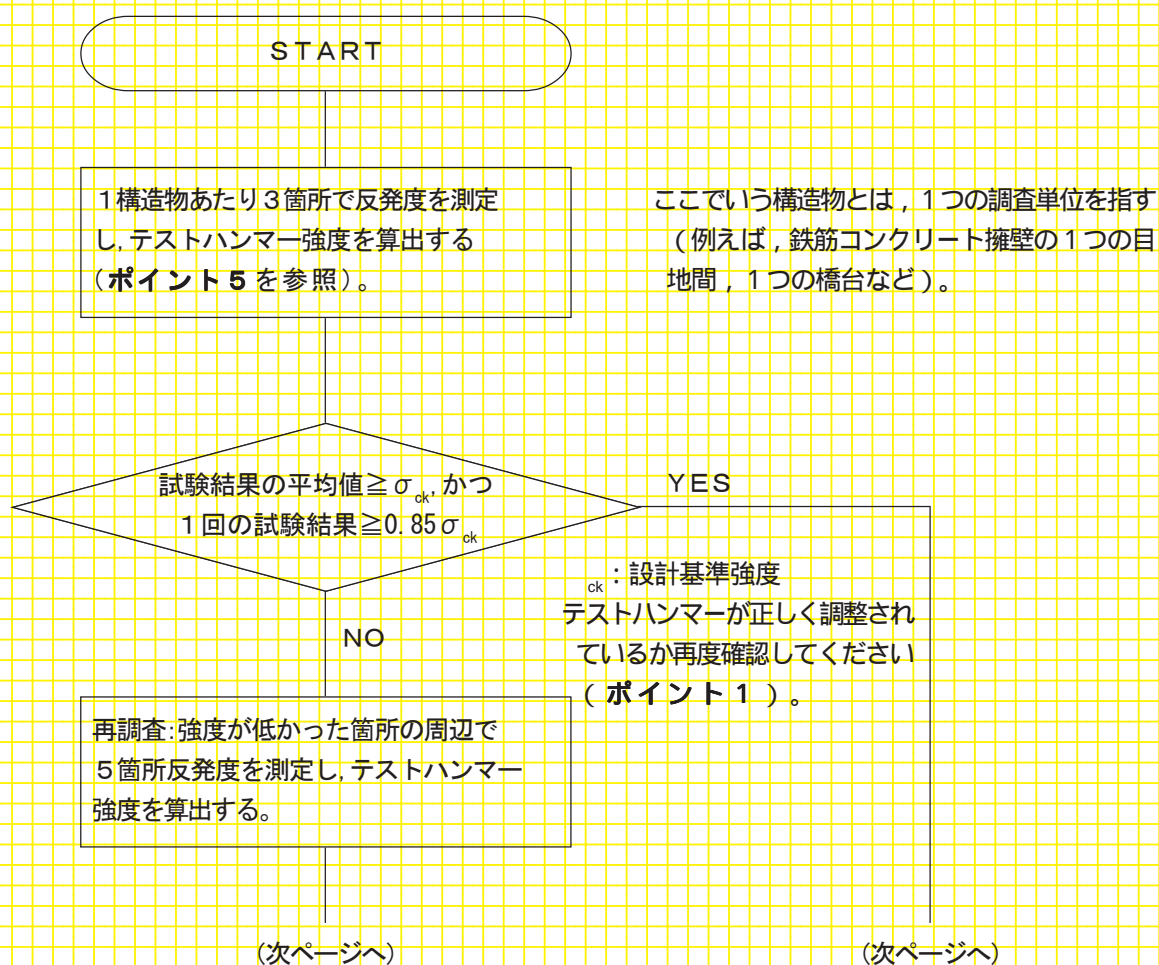 START
１構造物あたり３箇所で反発度を測定
し,テストハンマー強度を算出する
(ポイント５を参照)。
ここでいう構造物とは，１つの調査単位を指す
（例えば，鉄筋コンクリート擁壁の１つの目
地間，１つの橋台など）。
試験結果の平均値≧σck,かつ
１回の試験結果≧0.85σck
YES
ck：設計基準強度
テストハンマーが正しく調整され
ているか再度確認してください
（ポイント１）。
NO
再調査:強度が低かった箇所の周辺で
５箇所反発度を測定し,テストハンマー
強度を算出する。
(次ページへ)
(次ページへ)